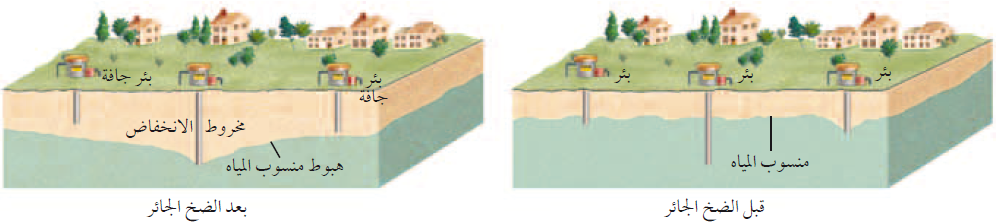 بئر
بئر
بئر
منسوب المياه
قبل الضخ الجائر
بئر
جافة
بئر جافة
مخروط الانخفاض
هبوط منسوب المياه
بعد الضخ الجائر